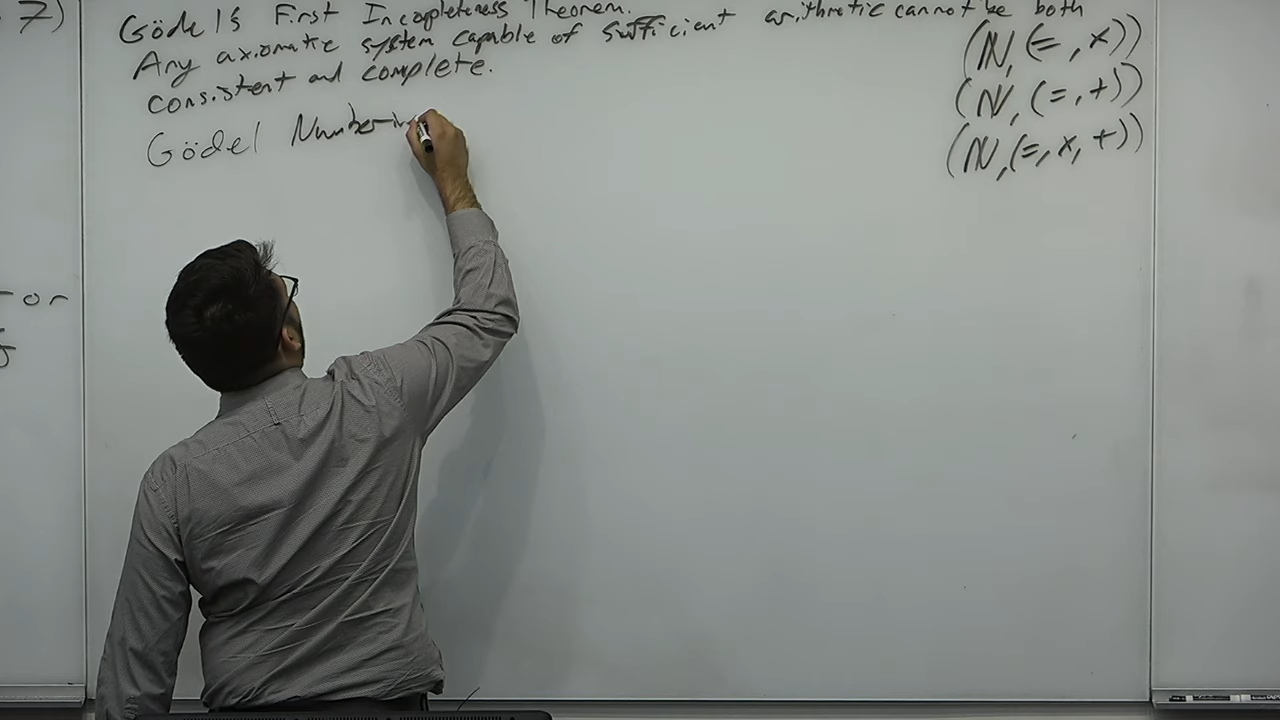 7)
Gödel's First Incompleteness Theorem.
Any axiomatic system capable of sufficient arithmetic cannot be both
consistent and complete.
Gödel Numberin
(ℕ, (=, ×))
(ℕ, (=, +))
(ℕ, (=, ×, +))
or